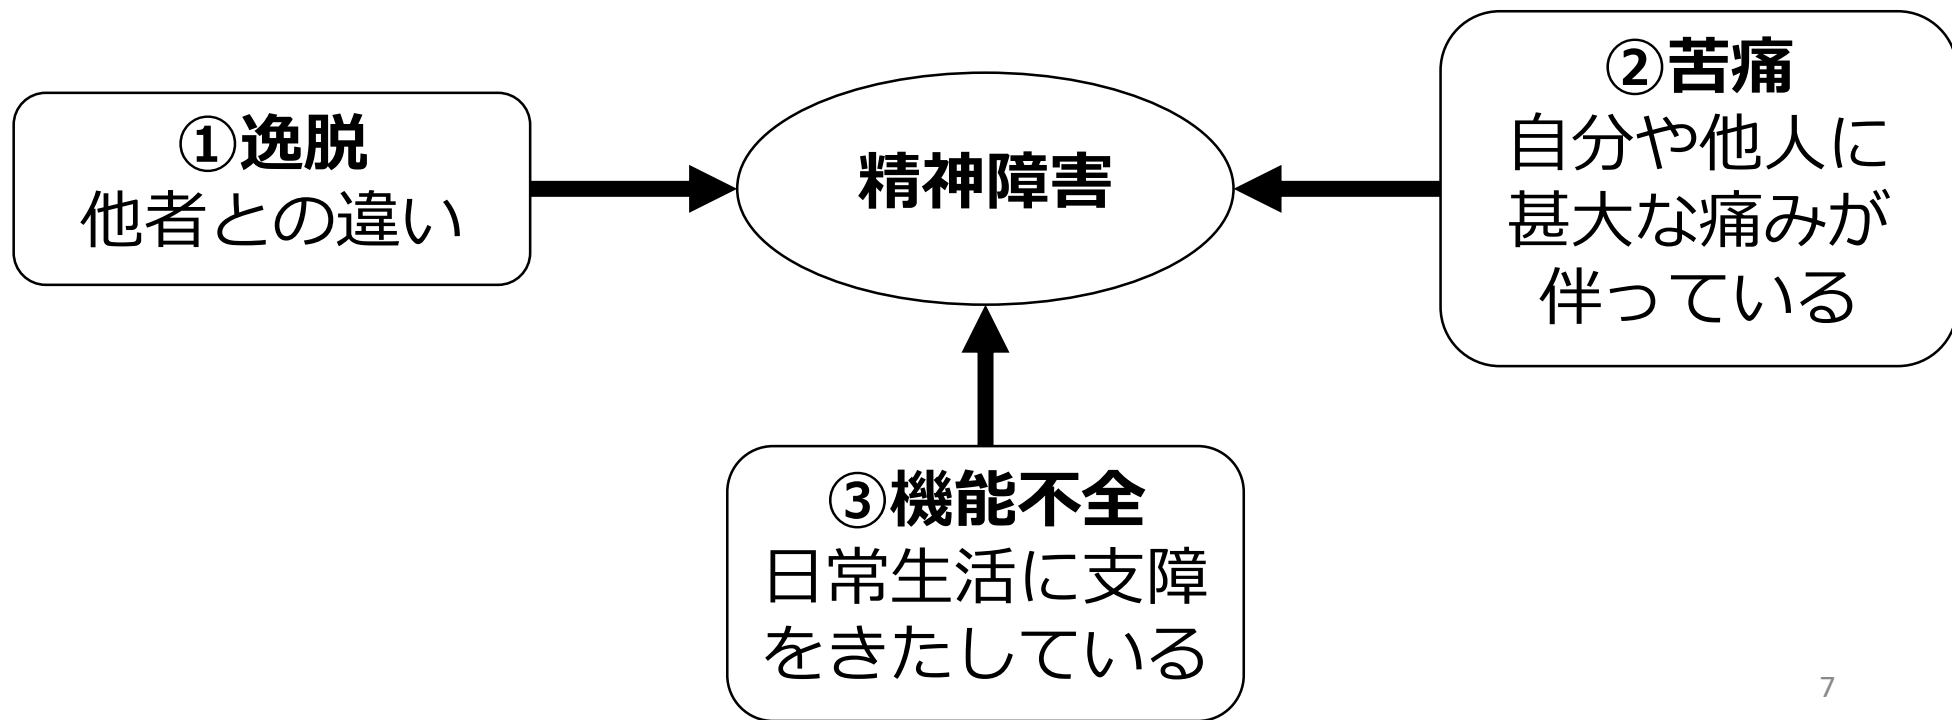 ①逸脱
他者との違い
精神障害
②苦痛
自分や他人に
甚大な痛みが
伴っている
③機能不全
日常生活に支障
をきたしている
7